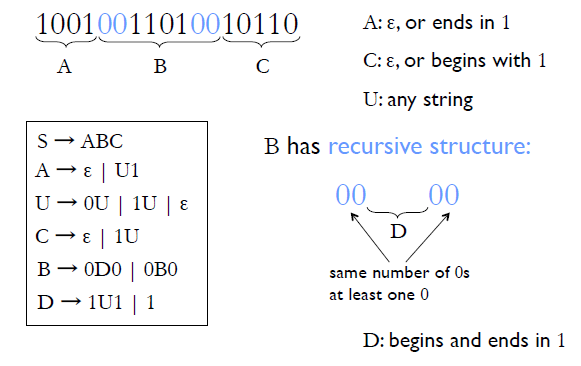 1001001101001 0110
A B C
A: ε, or ends in 1
C: ε, or begins with 1
U: any string
S → ABC
A → ε | U1
U → 0U | 1U | ε
C → ε | 1U
B → 0D0 | 0B0
D → 1U1 | 1
B has recursive structure:
00 00
D
same number of 0s
at least one 0
D: begins and ends in 1